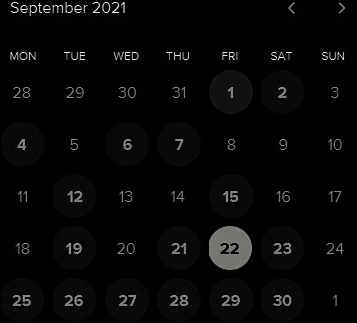 September 2021
MON TUE WED THU FRI SAT SUN
28 29 30 31 1 2 3
4 5 6 7 8 9 10
11 12 13 14 15 16 17
18 19 20 21 22 23 24
25 26 27 28 29 30 1